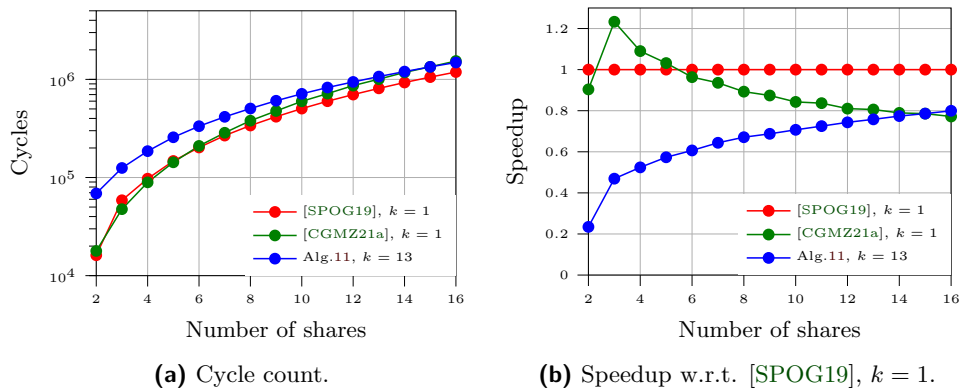 10^6
10^5
10^4
Cycles
[SPOG19], k = 1
[CGMZ21a], k = 1
Alg.11, k = 13
2 4 6 8 10 12 14 16
Number of shares
(a) Cycle count.
1.2
1
0.8
0.6
0.4
0.2
0
Speedup
[SPOG19], k = 1
[CGMZ21a], k = 1
Alg.11, k = 13
2 4 6 8 10 12 14 16
Number of shares
(b) Speedup w.r.t. [SPOG19], k = 1.